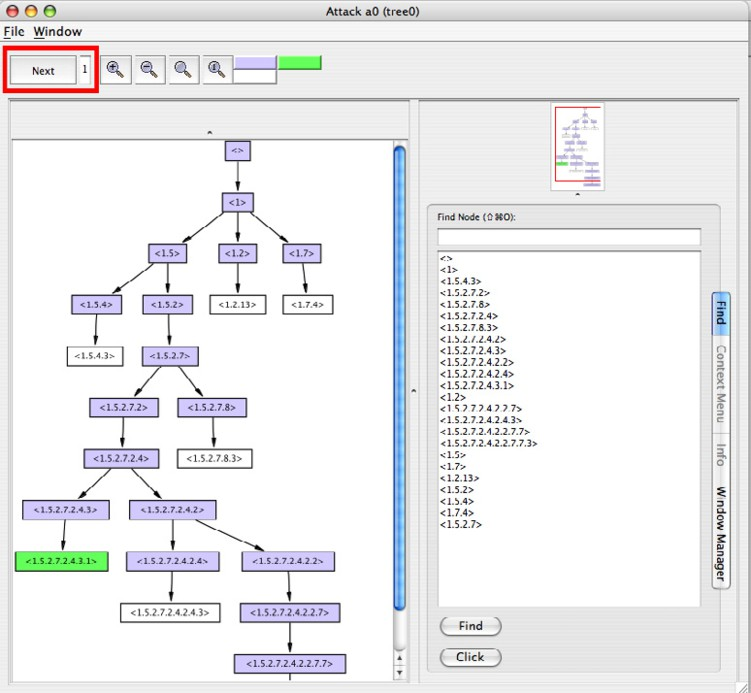 Attack a0 (tree0)
File Window
Next 1
<>
<1>
<1.5> <1.2> <1.7>
<1.5.4> <1.5.2> <1.2.13> <1.7.4>
<1.5.4.3> <1.5.2.7>
<1.5.2.7.2> <1.5.2.7.8>
<1.5.2.7.2.4> <1.5.2.7.8.3>
<1.5.2.7.2.4.3> <1.5.2.7.2.4.2>
<1.5.2.7.2.4.3.1> <1.5.2.7.2.4.2.4> <1.5.2.7.2.4.2.2>
<1.5.2.7.2.4.2.4.3> <1.5.2.7.2.4.2.2.7>
<1.5.2.7.2.4.2.2.7.7>
Find Node (⇧⌘O):
<>
<1>
<1.5.4.3>
<1.5.2.7.2>
<1.5.2.7.8>
<1.5.2.7.2.4>
<1.5.2.7.8.3>
<1.5.2.7.2.4.2>
<1.5.2.7.2.4.3>
<1.5.2.7.2.4.2.2>
<1.5.2.7.2.4.2.4>
<1.5.2.7.2.4.3.1>
<1.2>
<1.5.2.7.2.4.2.2.7>
<1.5.2.7.2.4.2.4.3>
<1.5.2.7.2.4.2.2.7.7>
<1.5.2.7.2.4.2.2.7.7.3>
<1.5>
<1.7>
<1.2.13>
<1.5.2>
<1.5.4>
<1.7.4>
<1.5.2.7>
Find
Click
Find
Context Menu
Info
Window Manager